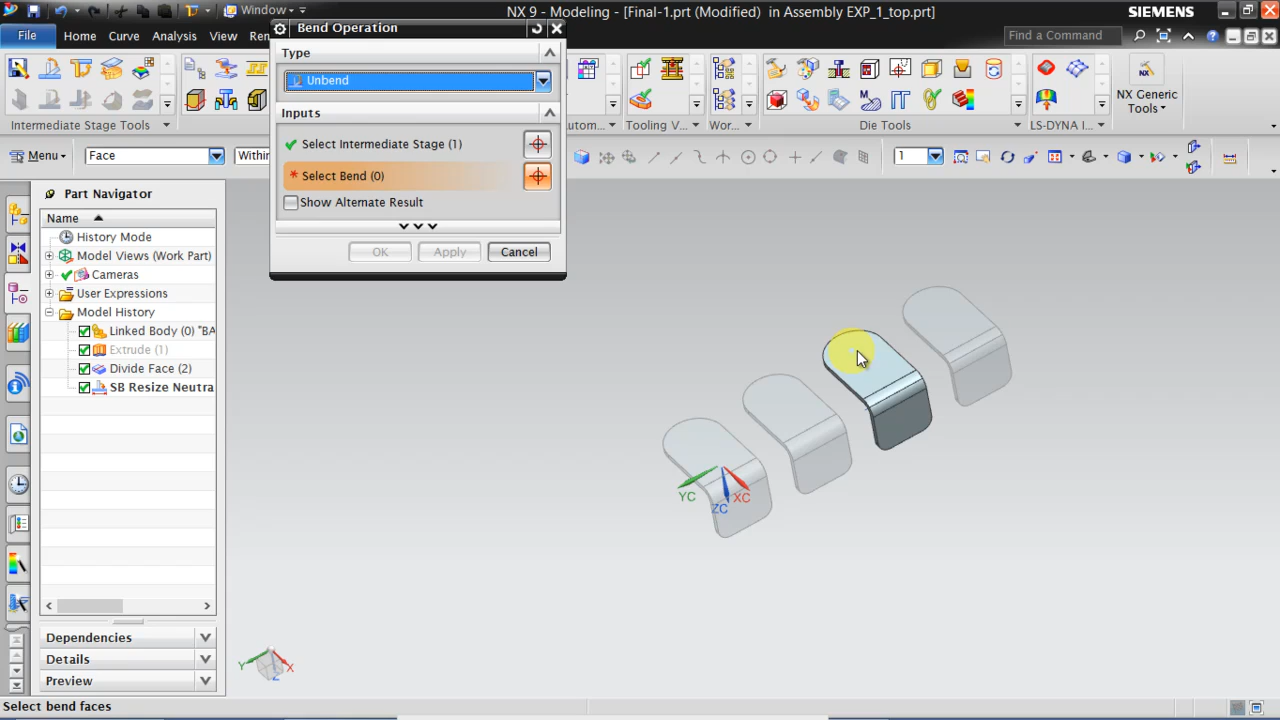 NX 9 - Modeling - [Final-1.prt (Modified) in Assembly EXP_1_top.prt]
SIEMENS
Window
File
Home
Curve
Analysis
View
Find a Command
Bend Operation
Type
Unbend
Inputs
Select Intermediate Stage (1)
* Select Bend (0)
Show Alternate Result
OK
Apply
Cancel
NX Generic
Tools
Intermediate Stage Tools
Autom...
Tooling V...
Wor...
Die Tools
LS-DYNA I
Menu
Face
1
Part Navigator
Name
History Mode
Model Views (Work Part)
Cameras
User Expressions
Model History
Linked Body (0) "BA
Extrude (1)
Divide Face (2)
SB Resize Neutra
Dependencies
Details
Preview
YC
ZC
XC
Y
X
Z
Select bend faces